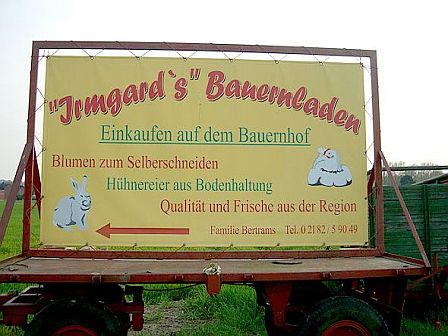 "Irmgard`s" Bauernladen
Einkaufen auf dem Bauernhof
Blumen zum Selberschneiden
Hühnereier aus Bodenhaltung
Qualität und Frische aus der Region
Familie Bertrams Tel. 0 21 82 / 5 90 49